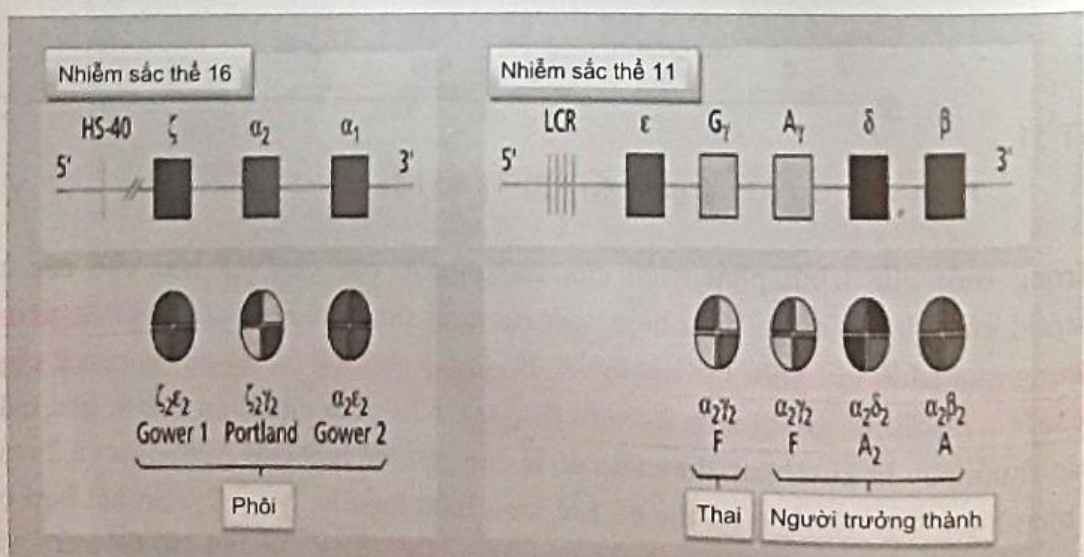 Nhiễm sắc thể 16
HS-40 ζ α2 α1
5' 3'
ζ2ε2 ζ2γ2 α2ε2
Gower 1 Portland Gower 2
Phôi
Nhiễm sắc thể 11
LCR ε Gγ Aγ δ β
5' 3'
α2γ2 α2γ2 α2δ2 α2β2
F F A2 A
Thai Người trưởng thành